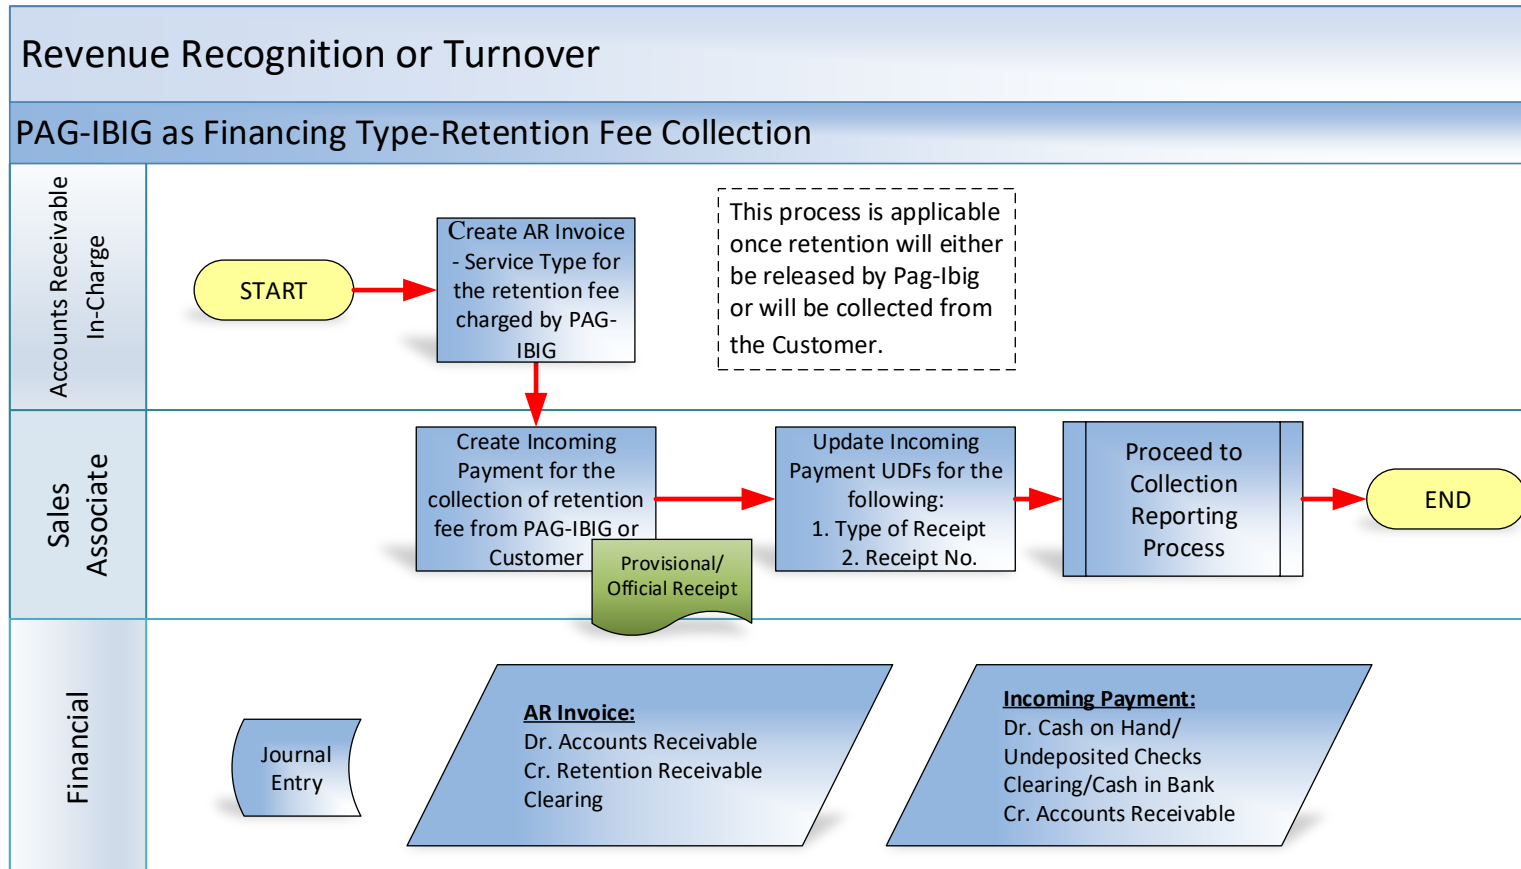 Revenue Recognition or Turnover
PAG-IBIG as Financing Type-Retention Fee Collection
Accounts Receivable
In-Charge
START
Create AR Invoice
- Service Type for
the retention fee
charged by PAG-
IBIG
This process is applicable
once retention will either
be released by Pag-Ibig
or will be collected from
the Customer.
Sales
Associate
Create Incoming
Payment for the
collection of retention
fee from PAG-IBIG or
Customer
Provisional/
Official Receipt
Update Incoming
Payment UDFs for the
following:
1. Type of Receipt
2. Receipt No.
Proceed to
Collection
Reporting
Process
END
Financial
Journal
Entry
AR Invoice:
Dr. Accounts Receivable
Cr. Retention Receivable
Clearing
Incoming Payment:
Dr. Cash on Hand/
Undeposited Checks
Clearing/Cash in Bank
Cr. Accounts Receivable